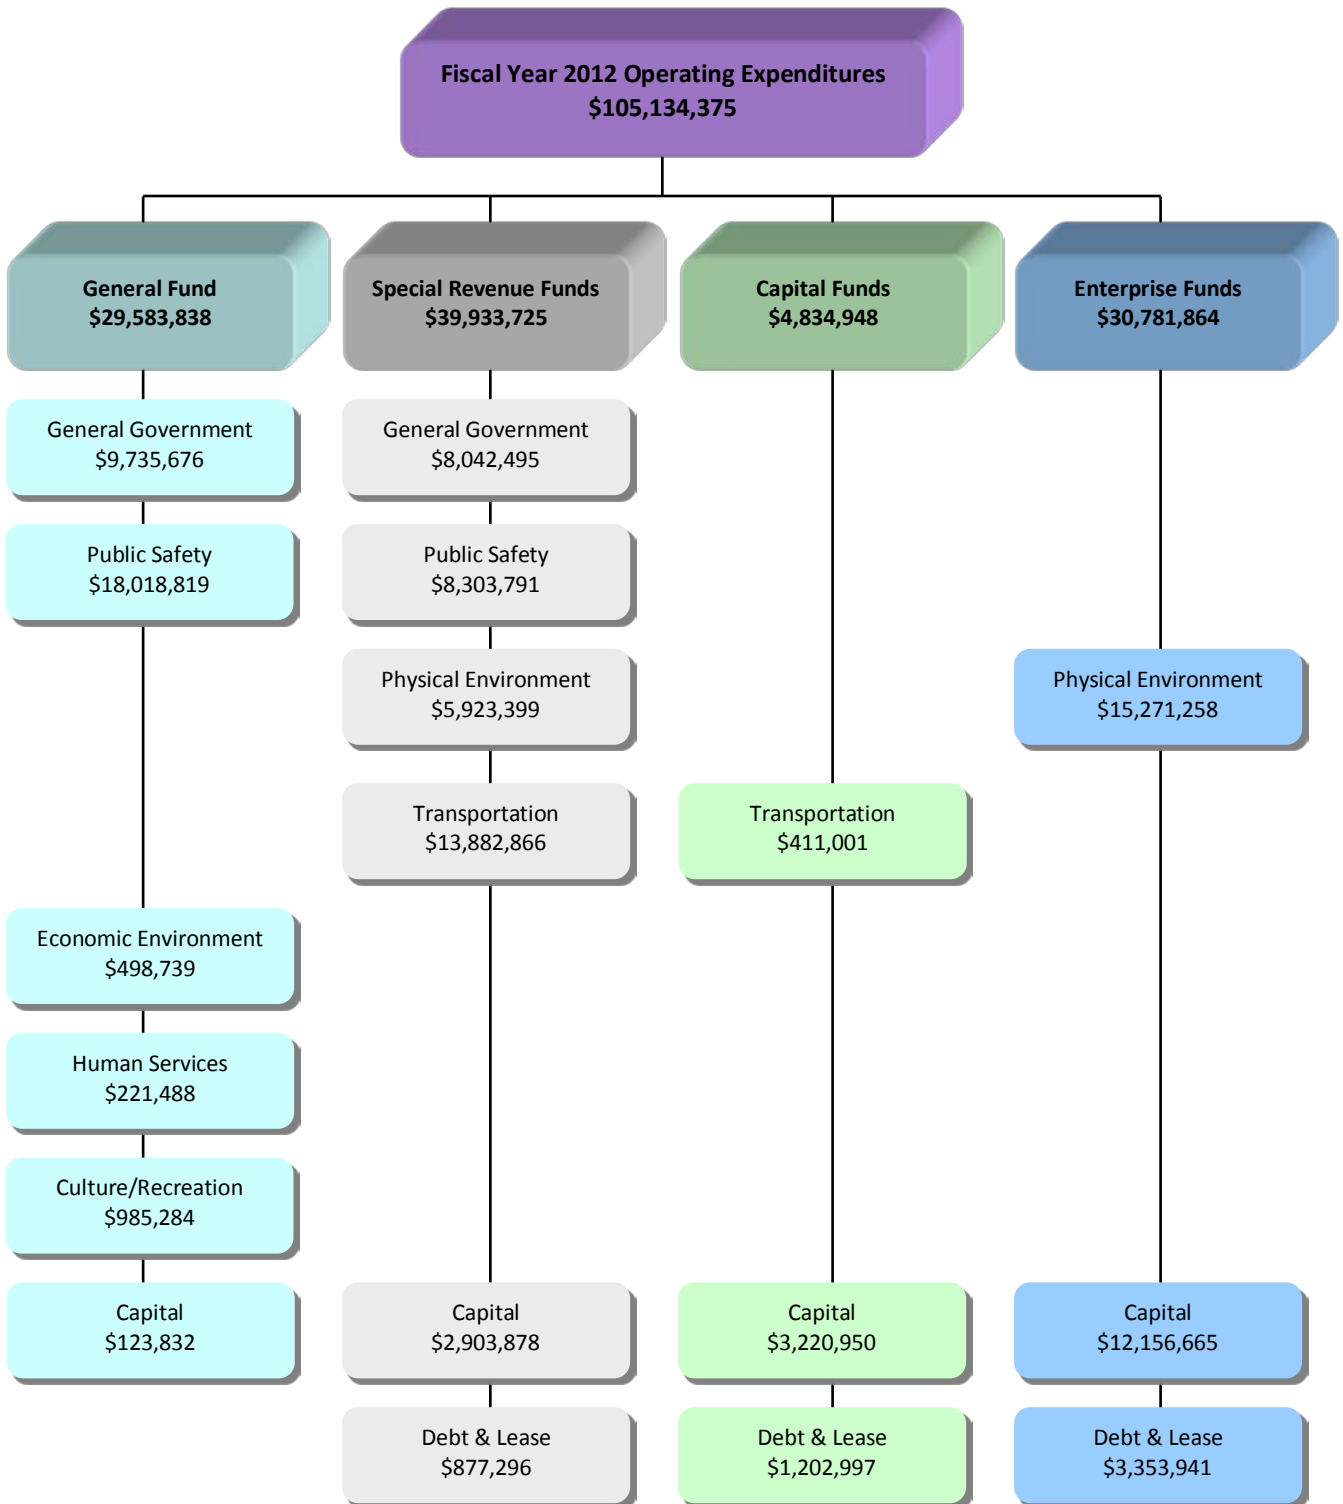 Fiscal Year 2012 Operating Expenditures
$105,134,375
General Fund
$29,583,838
Special Revenue Funds
$39,933,725
Capital Funds
$4,834,948
Enterprise Funds
$30,781,864
General Government
$9,735,676
General Government
$8,042,495
Public Safety
$18,018,819
Public Safety
$8,303,791
Physical Environment
$5,923,399
Physical Environment
$15,271,258
Transportation
$13,882,866
Transportation
$411,001
Economic Environment
$498,739
Human Services
$221,488
Culture/Recreation
$985,284
Capital
$123,832
Capital
$2,903,878
Capital
$3,220,950
Capital
$12,156,665
Debt & Lease
$877,296
Debt & Lease
$1,202,997
Debt & Lease
$3,353,941